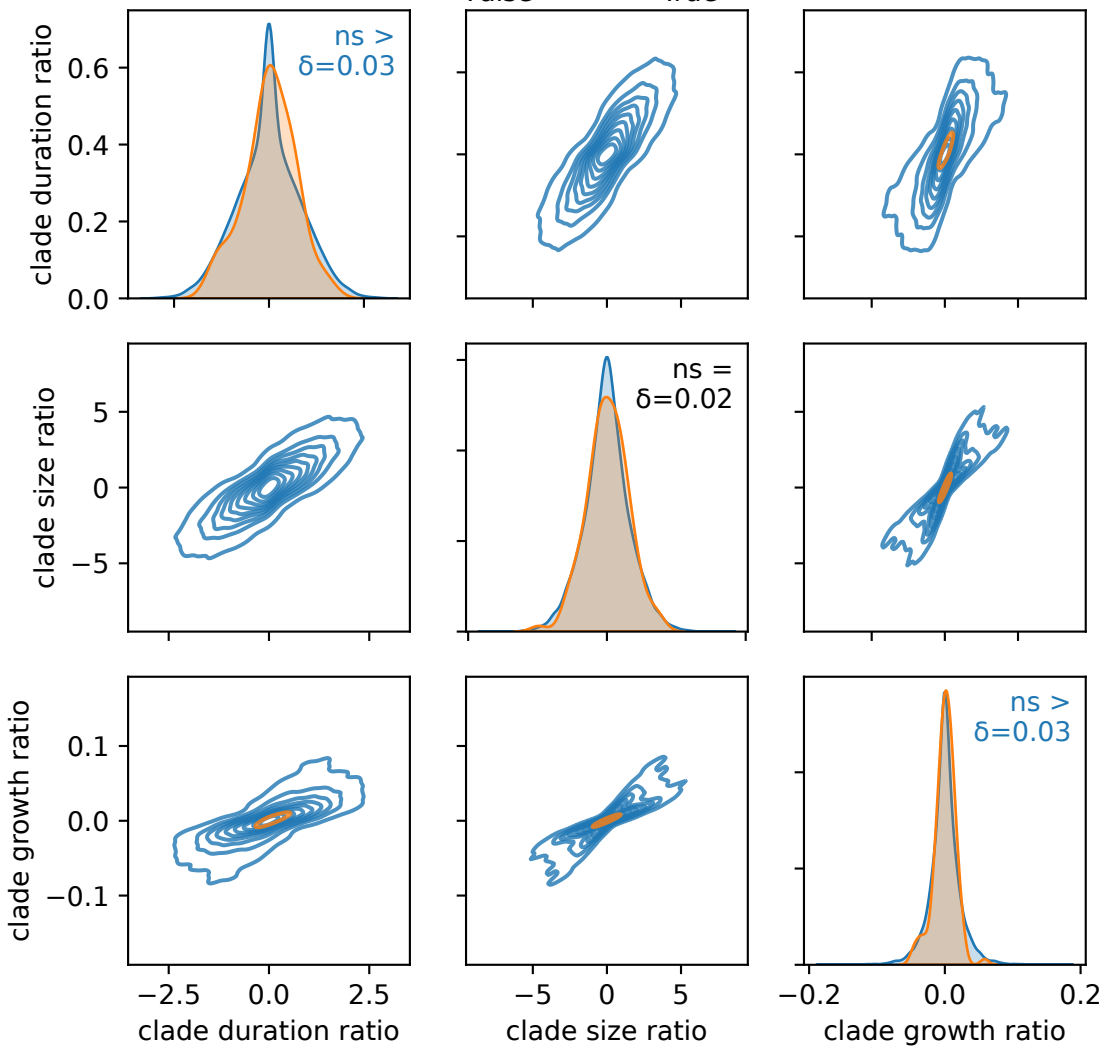 clade duration ratio
0.6
0.4
0.2
0.0
ns >
δ=0.03
−5
0
5
clade size ratio
5
0
−5
ns =
δ=0.02
clade growth ratio
0.1
0.0
−0.1
ns >
δ=0.03
−2.5
0.0
2.5
−5
0
5
−0.2
0.0
0.2
clade duration ratio
clade size ratio
clade growth ratio